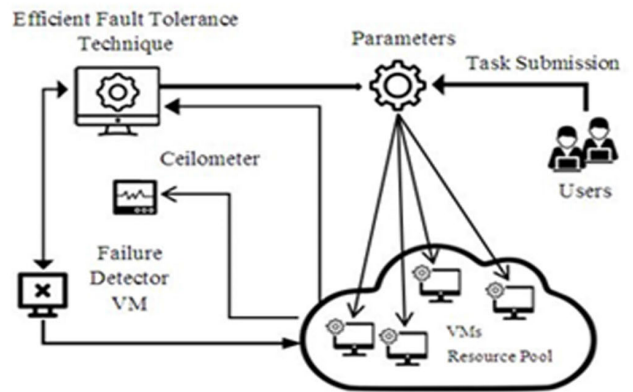 Efficient Fault Tolerance
Technique
Parameters
Task Submission
Ceilometer
Users
Failure
Detector
VM
VMs
Resource Pool